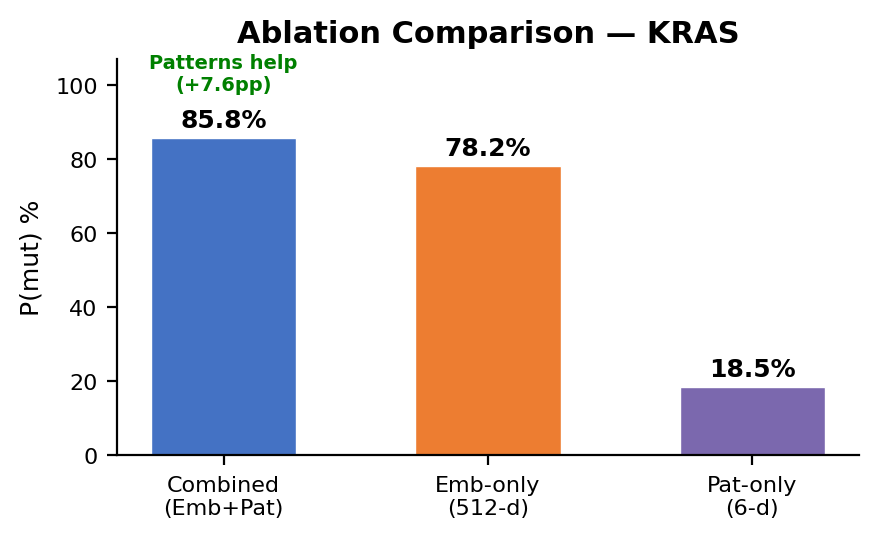 Ablation Comparison — KRAS
Patterns help
(+7.6pp)
85.8%
78.2%
18.5%
P(mut) %
100
80
60
40
20
0
Combined
(Emb+Pat)
Emb-only
(512-d)
Pat-only
(6-d)